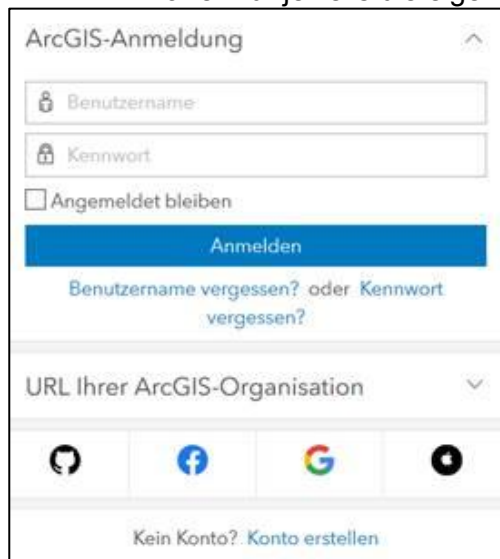 ArcGIS-Anmeldung
Benutzername
Kennwort
Angemeldet bleiben
Anmelden
Benutzername vergessen? oder Kennwort
vergessen?
URL Ihrer ArcGIS-Organisation
Kein Konto? Konto erstellen